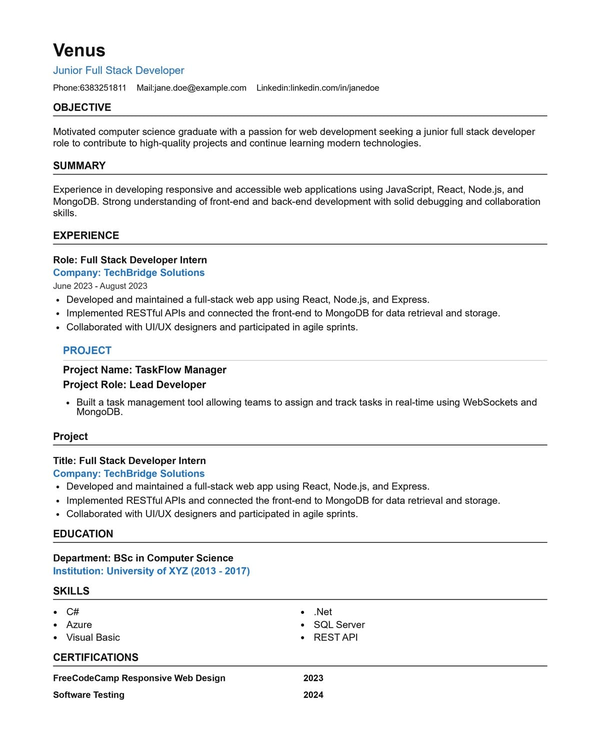 Venus
Junior Full Stack Developer
Phone:6383251811 Mail:jane.doe@example.com Linkedin:linkedin.com/in/janedoe
OBJECTIVE
Motivated computer science graduate with a passion for web development seeking a junior full stack developer
role to contribute to high-quality projects and continue learning modern technologies.
SUMMARY
Experience in developing responsive and accessible web applications using JavaScript, React, Node.js, and
MongoDB. Strong understanding of front-end and back-end development with solid debugging and collaboration
skills.
EXPERIENCE
Role: Full Stack Developer Intern
Company: TechBridge Solutions
June 2023 - August 2023
• Developed and maintained a full-stack web app using React, Node.js, and Express.
• Implemented RESTful APIs and connected the front-end to MongoDB for data retrieval and storage.
• Collaborated with UI/UX designers and participated in agile sprints.
PROJECT
Project Name: TaskFlow Manager
Project Role: Lead Developer
• Built a task management tool allowing teams to assign and track tasks in real-time using WebSockets and
MongoDB.
Project
Title: Full Stack Developer Intern
Company: TechBridge Solutions
• Developed and maintained a full-stack web app using React, Node.js, and Express.
• Implemented RESTful APIs and connected the front-end to MongoDB for data retrieval and storage.
• Collaborated with UI/UX designers and participated in agile sprints.
EDUCATION
Department: BSc in Computer Science
Institution: University of XYZ (2013 - 2017)
SKILLS
• C# • .Net
• Azure • SQL Server
• Visual Basic • REST API
CERTIFICATIONS
FreeCodeCamp Responsive Web Design 2023
Software Testing 2024